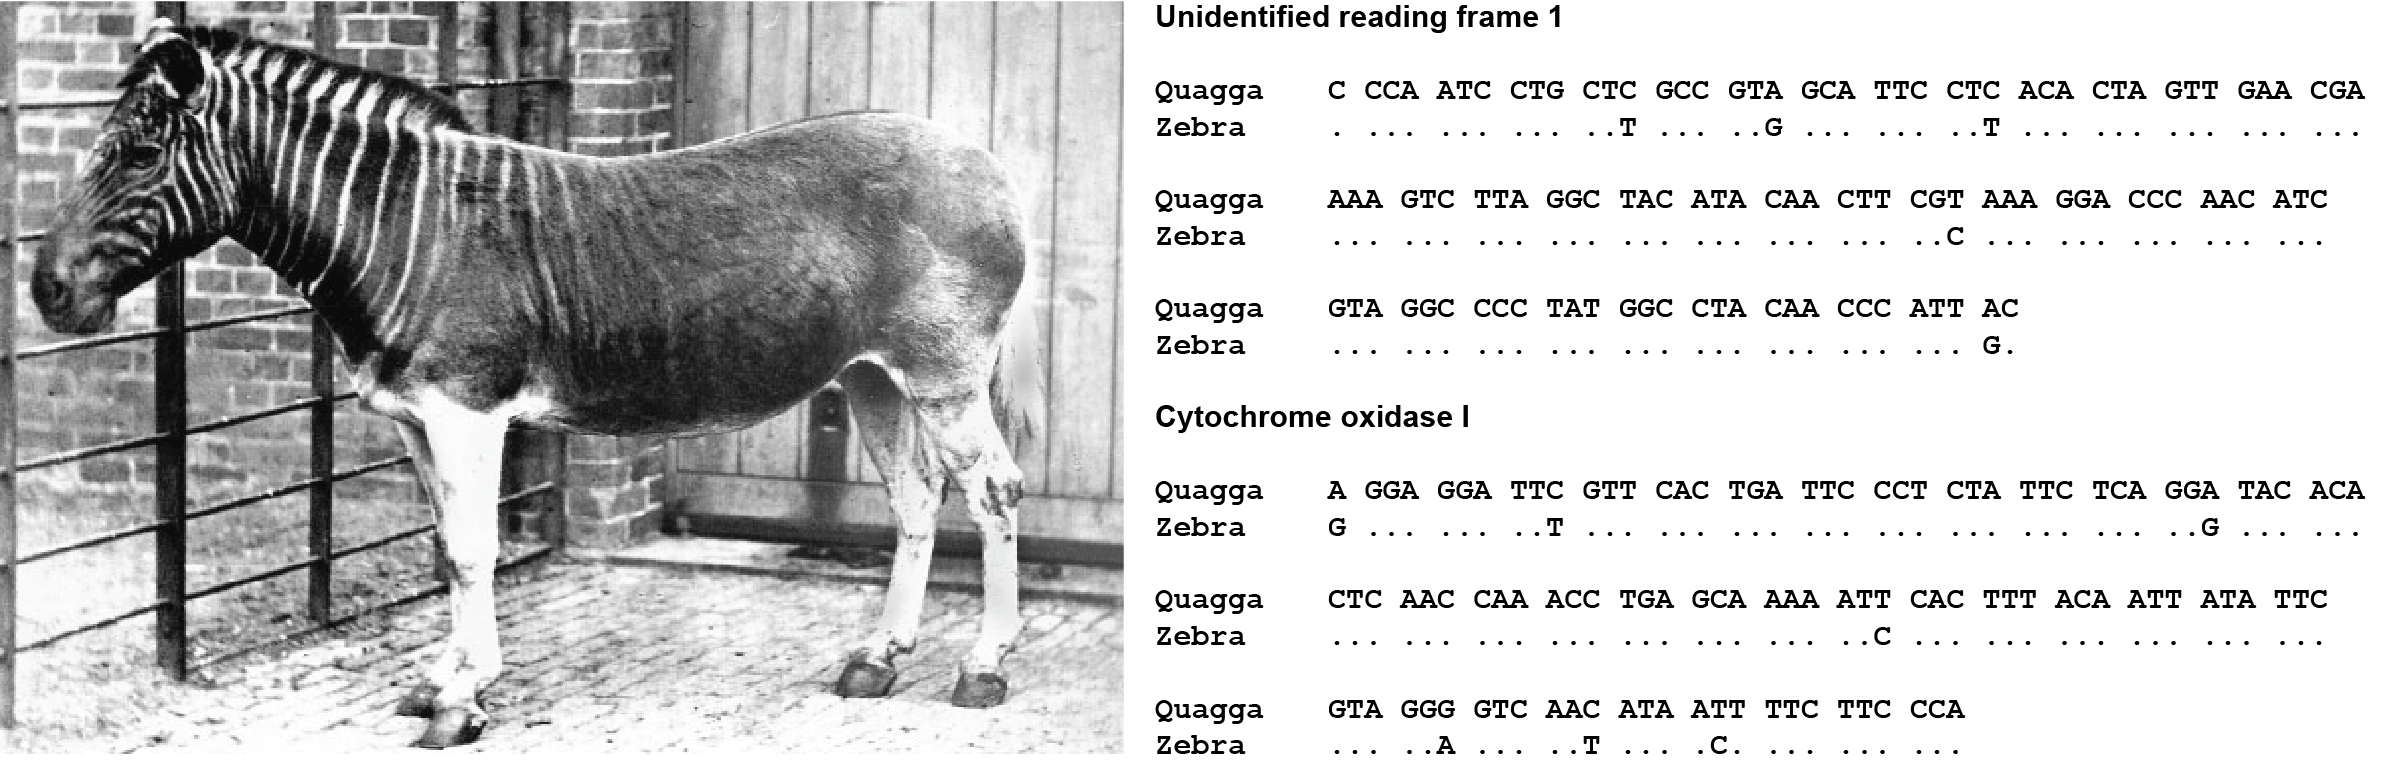 Unidentified reading frame 1
Quagga C CCA ATC CTG CTC GCC GTA GCA TTC CTC ACA CTA GTT GAA CGA
Zebra . ... ... ... ..T ... ..G ... ... ..T ... ... ... ... ...
Quagga AAA GTC TTA GGC TAC ATA CAA CTT CGT AAA GGA CCC AAC ATC
Zebra ... ... ... ... ... ... ... ... ..C ... ... ... ... ...
Quagga GTA GGC CCC TAT GGC CTA CAA CCC ATT AC
Zebra ... ... ... ... ... ... ... ... ... G.
Cytochrome oxidase I
Quagga A GGA GGA TTC GTT CAC TGA TTC CCT CTA TTC TCA GGA TAC ACA
Zebra G ... ... ..T ... ... ... ... ... ... ... ... ..G ... ...
Quagga CTC AAC CAA ACC TGA GCA AAA ATT CAC TTT ACA ATT ATA TTC
Zebra ... ... ... ... ... ... ... ..C ... ... ... ... ... ...
Quagga GTA GGG GTC AAC ATA ATT TTC TTC CCA
Zebra ... ..A ... ..T ... .C. ... ... ...